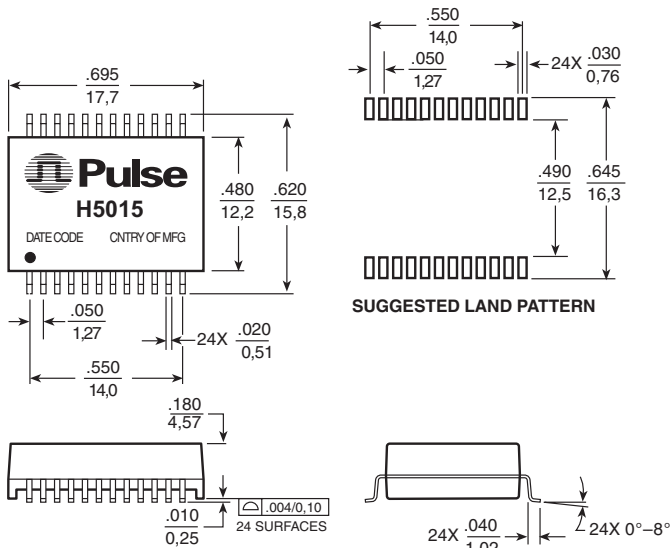 .695
17,7
Pulse
H5015
DATE CODE CNTRY OF MFG
.480
12,2
.620
15,8
.050
1,27
24X .020
0,51
.550
14,0
.550
14,0
.050
1,27
24X .030
0,76
.490
12,5
.645
16,3
SUGGESTED LAND PATTERN
.180
4,57
.010
0,25
.004/0,10
24 SURFACES
24X .040
1,02
24X 0°–8°